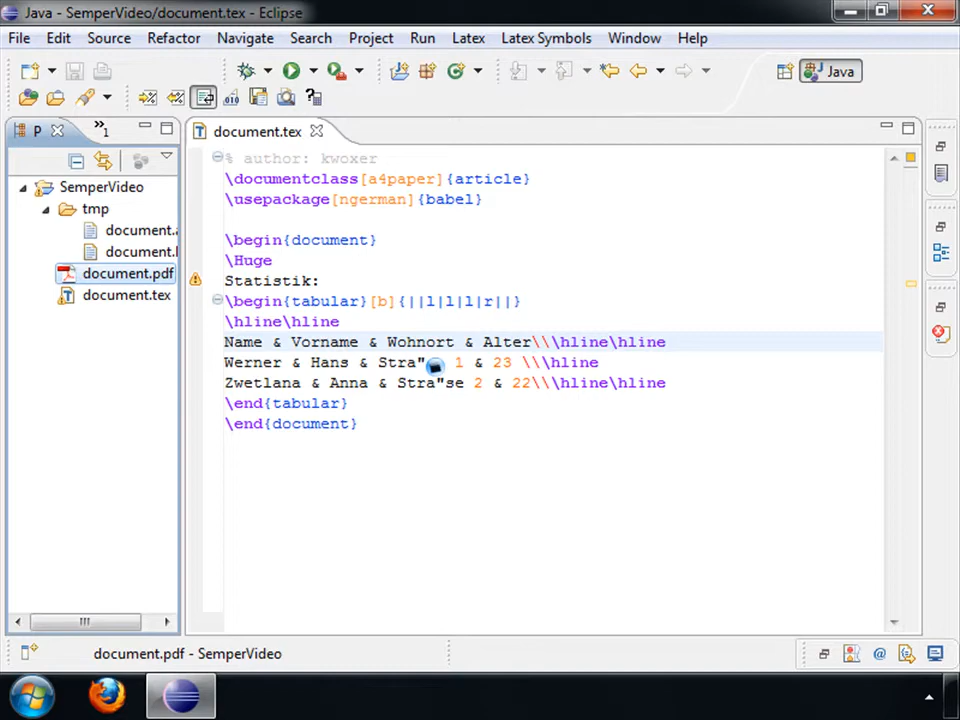 Java - SemperVideo/document.tex - Eclipse
File Edit Source Refactor Navigate Search Project Run Latex Latex Symbols Window Help
Java
P »1
document.tex
SemperVideo
tmp
document.
document.
document.pdf
document.tex
% author: kwoxer
\documentclass[a4paper]{article}
\usepackage[ngerman]{babel}
\begin{document}
\Huge
Statistik:
\begin{tabular}[b]{||l|l|l|r||}
\hline\hline
Name & Vorname & Wohnort & Alter\\\hline\hline
Werner & Hans & Stra" 1 & 23 \\\hline
Zwetlana & Anna & Stra"se 2 & 22\\\hline\hline
\end{tabular}
\end{document}
document.pdf - SemperVideo